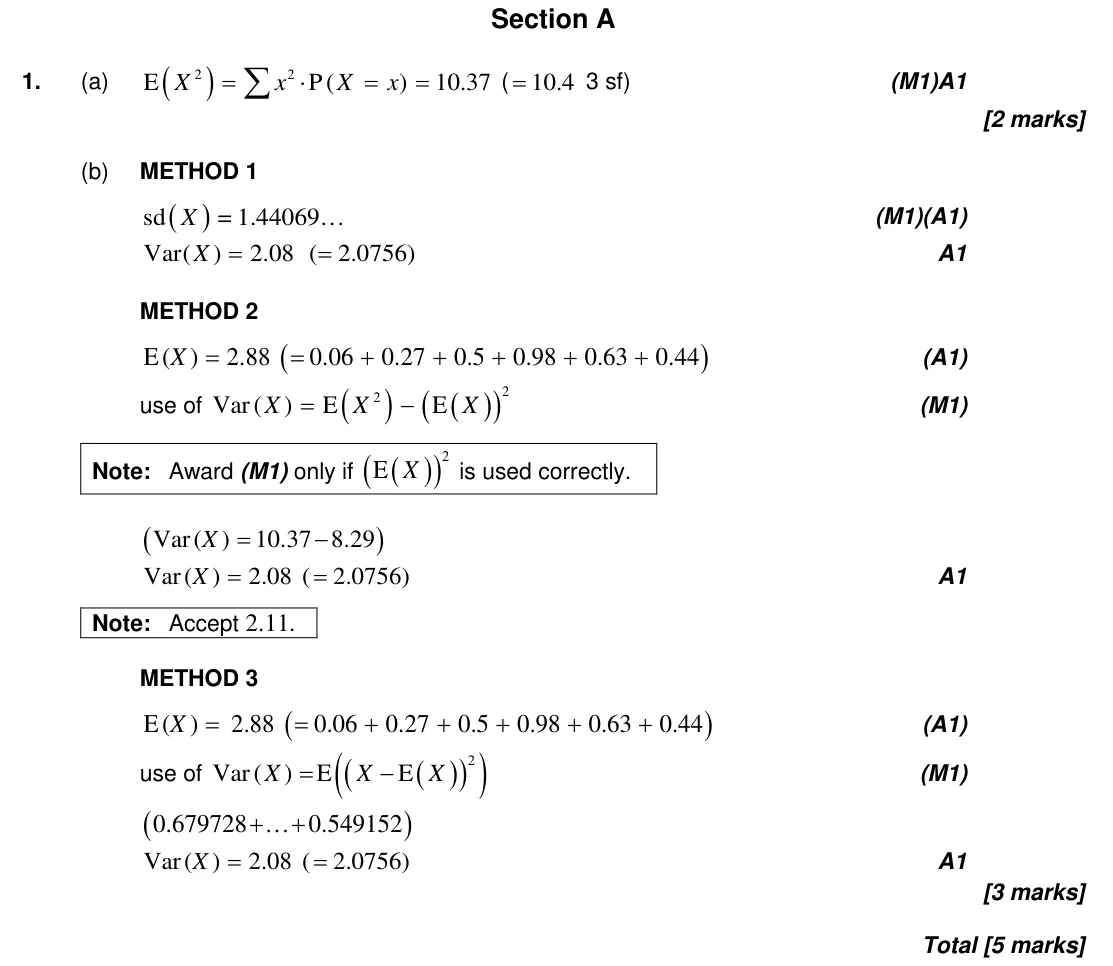 Section A
1. (a) E(X²) = ∑x² · P(X = x) = 10.37 (= 10.4 3 sf) (M1)A1
[2 marks]
(b) METHOD 1
sd(X) = 1.44069… (M1)(A1)
Var(X) = 2.08 (= 2.0756) A1
METHOD 2
E(X) = 2.88 (= 0.06 + 0.27 + 0.5 + 0.98 + 0.63 + 0.44) (A1)
use of Var(X) = E(X²) − (E(X))² (M1)
Note: Award (M1) only if (E(X))² is used correctly.
(Var(X) = 10.37 − 8.29)
Var(X) = 2.08 (= 2.0756) A1
Note: Accept 2.11.
METHOD 3
E(X) = 2.88 (= 0.06 + 0.27 + 0.5 + 0.98 + 0.63 + 0.44) (A1)
use of Var(X) = E((X − E(X))²) (M1)
(0.679728 + … + 0.549152)
Var(X) = 2.08 (= 2.0756) A1
[3 marks]
Total [5 marks]